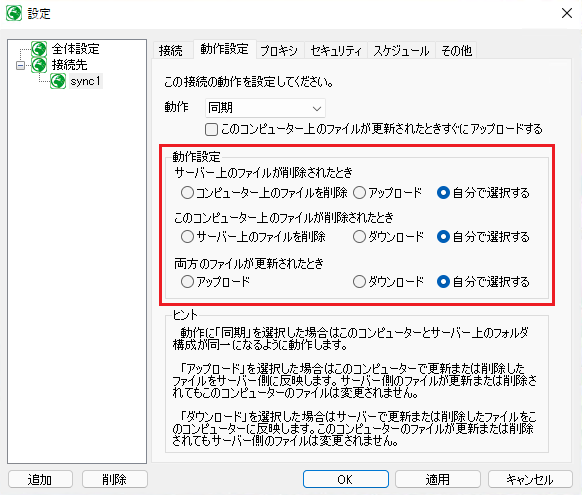 設定
全体設定
接続先
sync1
接続 動作設定 プロキシ セキュリティ スケジュール その他
この接続の動作を設定してください。
動作 同期
このコンピューター上のファイルが更新されたときすぐにアップロードする
動作設定
サーバー上のファイルが削除されたとき
コンピューター上のファイルを削除 アップロード 自分で選択する
このコンピューター上のファイルが削除されたとき
サーバー上のファイルを削除 ダウンロード 自分で選択する
両方のファイルが更新されたとき
アップロード ダウンロード 自分で選択する
ヒント
動作に「同期」を選択した場合はこのコンピューターとサーバー上のフォルダ
構成が同一になるように動作します。
「アップロード」を選択した場合はこのコンピューターで更新または削除した
ファイルをサーバー側に反映します。サーバー側のファイルが更新または削除さ
れてもこのコンピューターのファイルは変更されません。
「ダウンロード」を選択した場合はサーバーで更新または削除したファイルをこ
のコンピューターに反映します。このコンピューターのファイルが更新または削除
されてもサーバー側のファイルは変更されません。
追加 削除 OK 適用 キャンセル